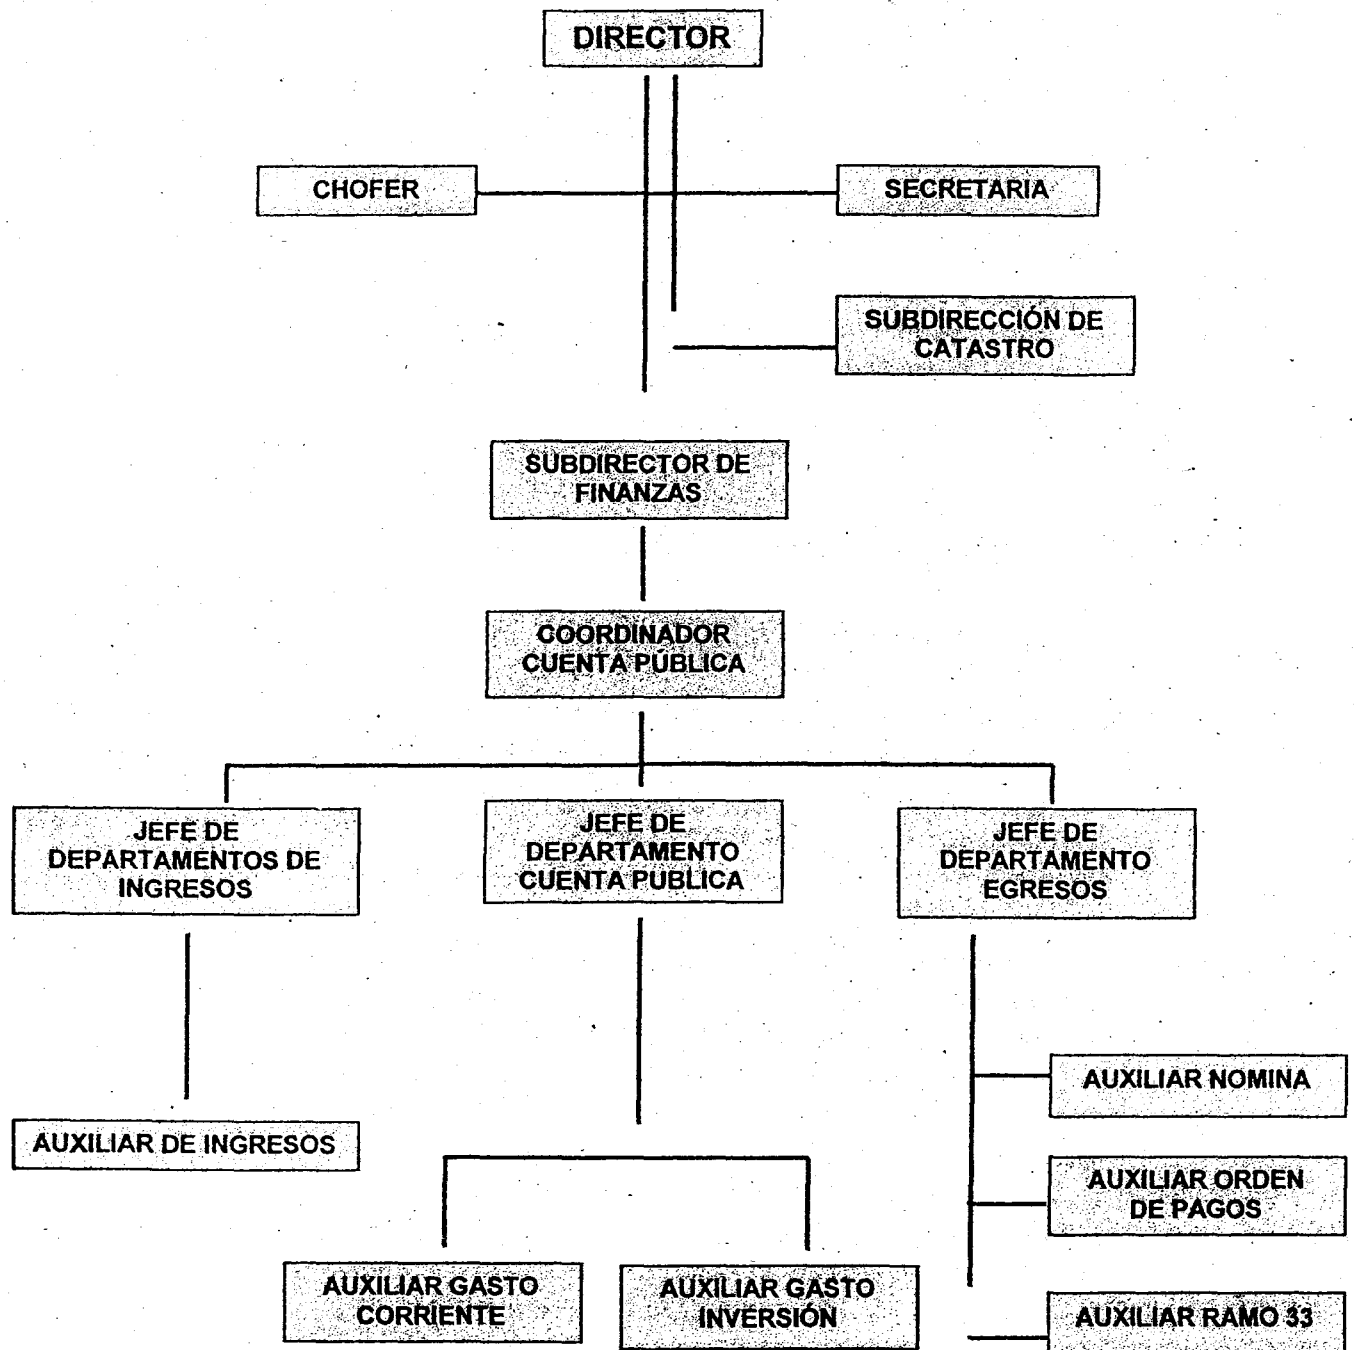 DIRECTOR
CHOFER
SECRETARIA
SUBDIRECCIÓN DE
CATASTRO
SUBDIRECTOR DE
FINANZAS
COORDINADOR
CUENTA PÚBLICA
JEFE DE
DEPARTAMENTOS DE
INGRESOS
JEFE DE
DEPARTAMENTO
CUENTA PUBLICA
JEFE DE
DEPARTAMENTO
EGRESOS
AUXILIAR DE INGRESOS
AUXILIAR NOMINA
AUXILIAR ORDEN
DE PAGOS
AUXILIAR GASTO
CORRIENTE
AUXILIAR GASTO
INVERSIÓN
AUXILIAR RAMO 33